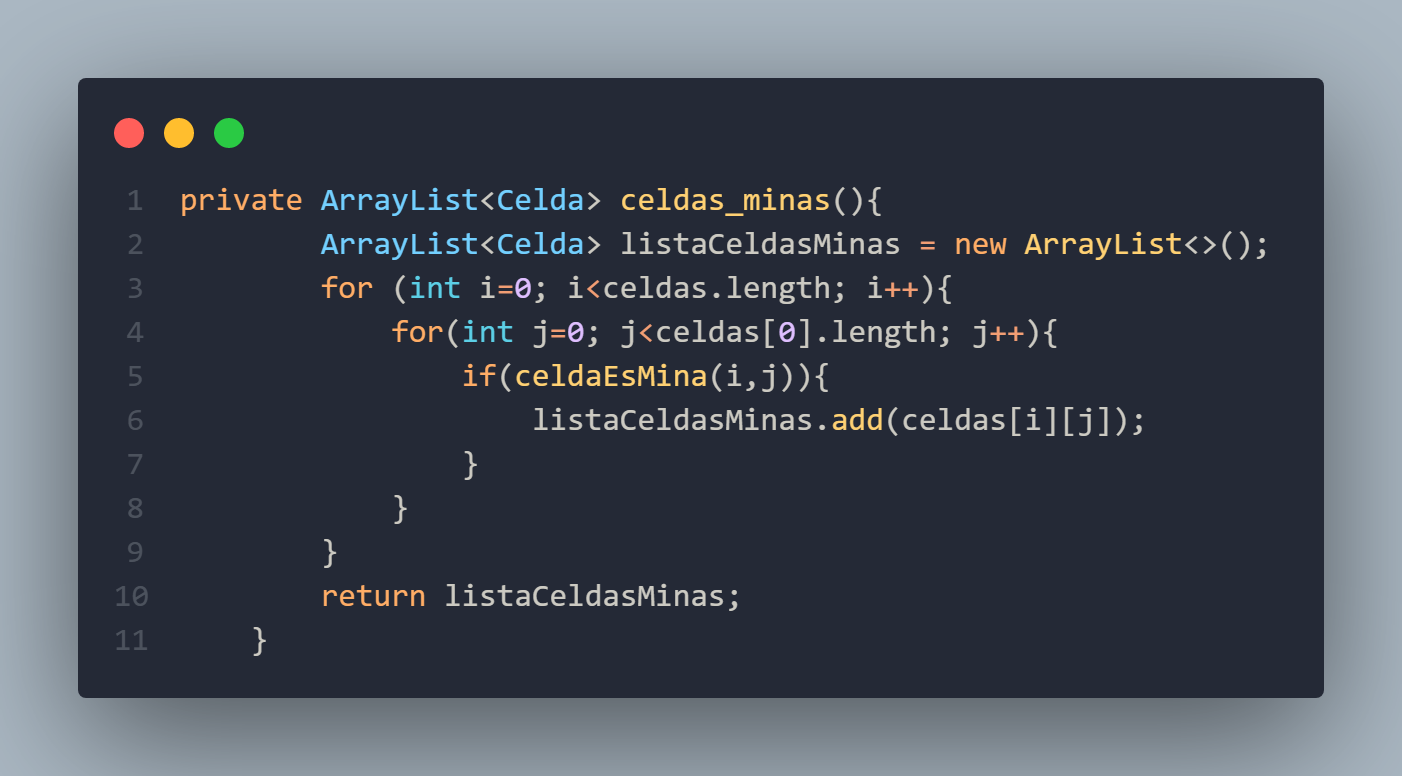 1 private ArrayList<Celda> celdas_minas(){
2         ArrayList<Celda> listaCeldasMinas = new ArrayList<>();
3         for (int i=0; i<celdas.length; i++){
4             for(int j=0; j<celdas[0].length; j++){
5                 if(celdaEsMina(i,j)){
6                     listaCeldasMinas.add(celdas[i][j]);
7                 }
8             }
9         }
10         return listaCeldasMinas;
11     }